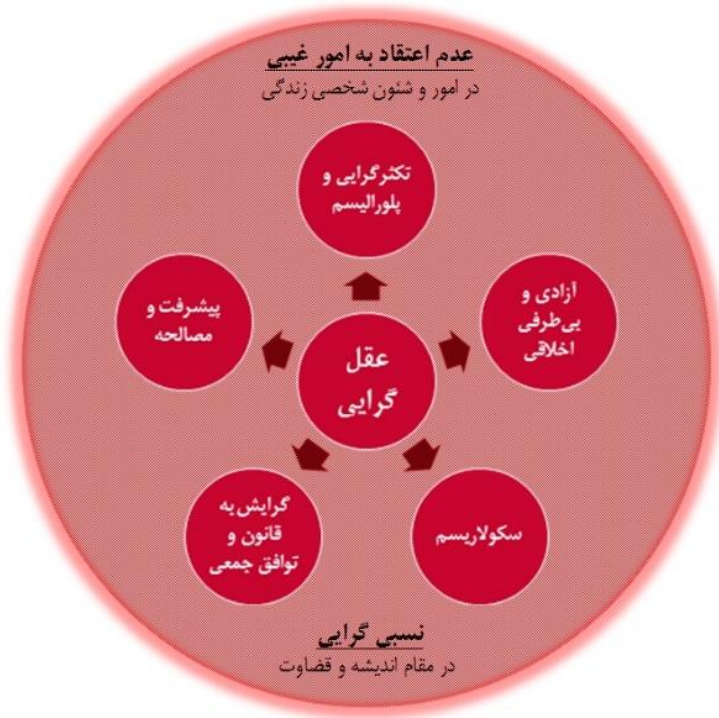 عدم اعتقاد به امور غیبی
در امور و شئون شخصی زندگی
تکثرگرایی و
پلورالیسم
آزادی و
بی‌طرفی
اخلاقی
پیشرفت و
مصالحه
عقل
گرایی
سکولاریسم
گرایش به
قانون و
توافق جمعی
نسبی گرایی
در مقام اندیشه و قضاوت